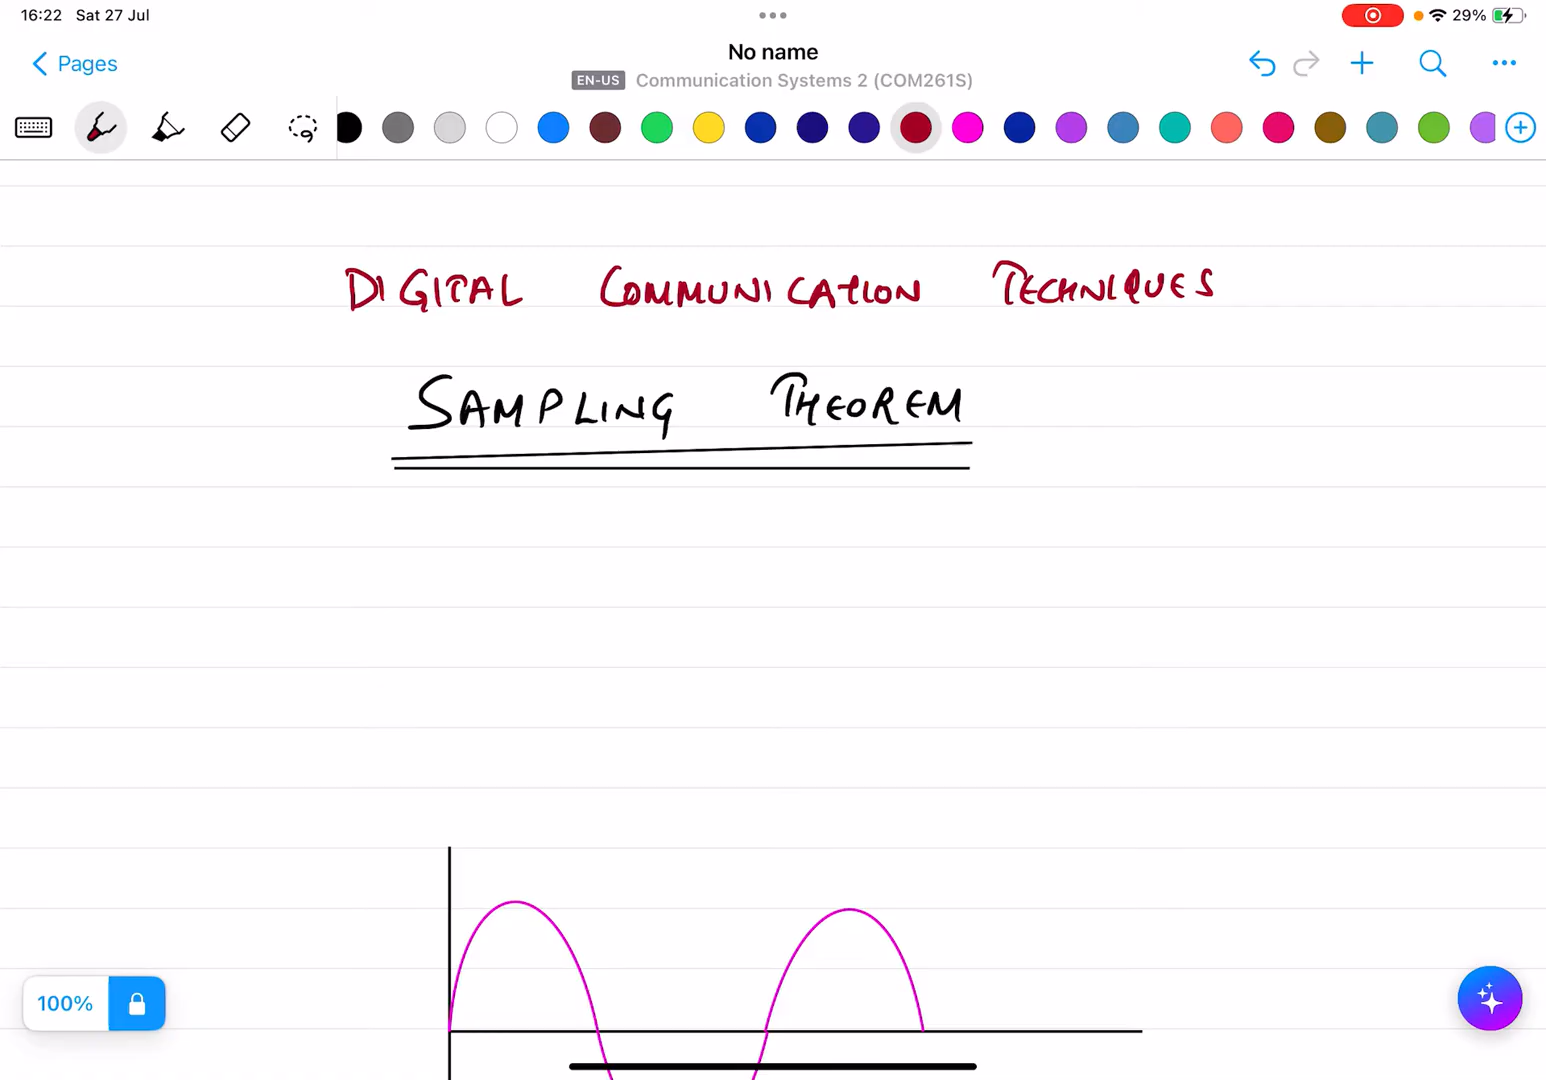 16:22 Sat 27 Jul
29%
Pages
No name
EN-US Communication Systems 2 (COM261S)
DIGITAL COMMUNICATION TECHNIQUES
SAMPLING THEOREM
100%